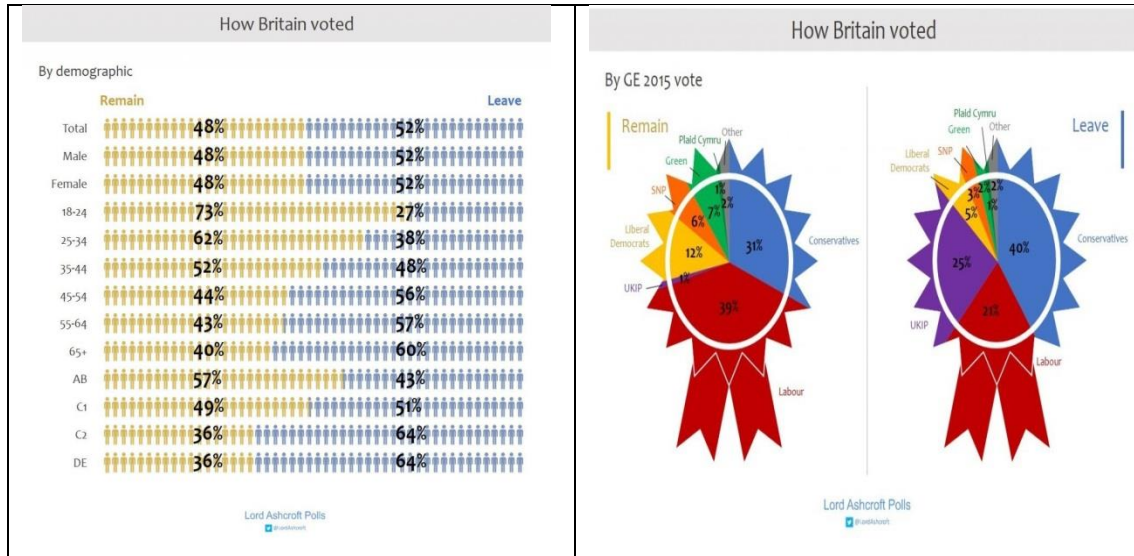 How Britain voted
By demographic
Remain Leave
Total 48% 52%
Male 48% 52%
Female 48% 52%
18-24 73% 27%
25-34 62% 38%
35-44 52% 48%
45-54 44% 56%
55-64 43% 57%
65+ 40% 60%
AB 57% 43%
C1 49% 51%
C2 36% 64%
DE 36% 64%
Lord Ashcroft Polls
@LordAshcroft
How Britain voted
By GE 2015 vote
Remain
Plaid Cymru
Other
Green
SNP
Liberal
Democrats
UKIP
Conservatives
Labour
1%
2%
7%
6%
12%
1%
31%
39%
Leave
Plaid Cymru
Other
Green
SNP
Liberal
Democrats
UKIP
Conservatives
Labour
2%
2%
3%
1%
5%
25%
40%
21%
Lord Ashcroft Polls
@LordAshcroft